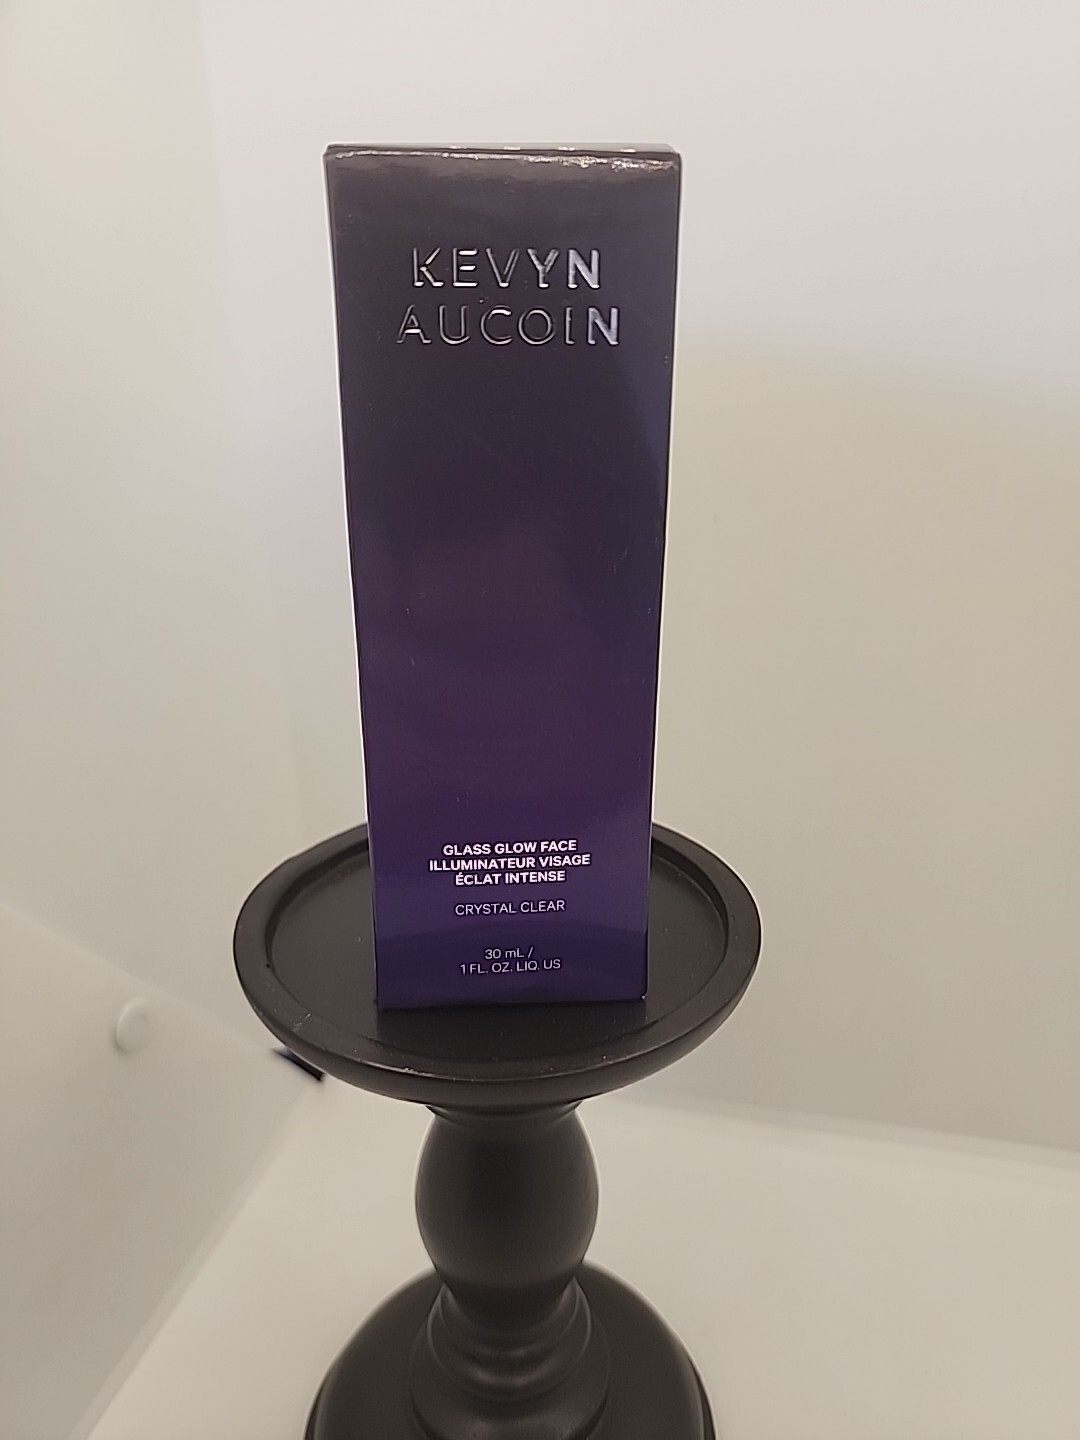 KEVYN
AUCOIN
GLASS GLOW FACE
ILLUMINATEUR VISAGE
ÉCLAT INTENSE
CRYSTAL CLEAR
30 mL /
1 FL. OZ. LIQ. US